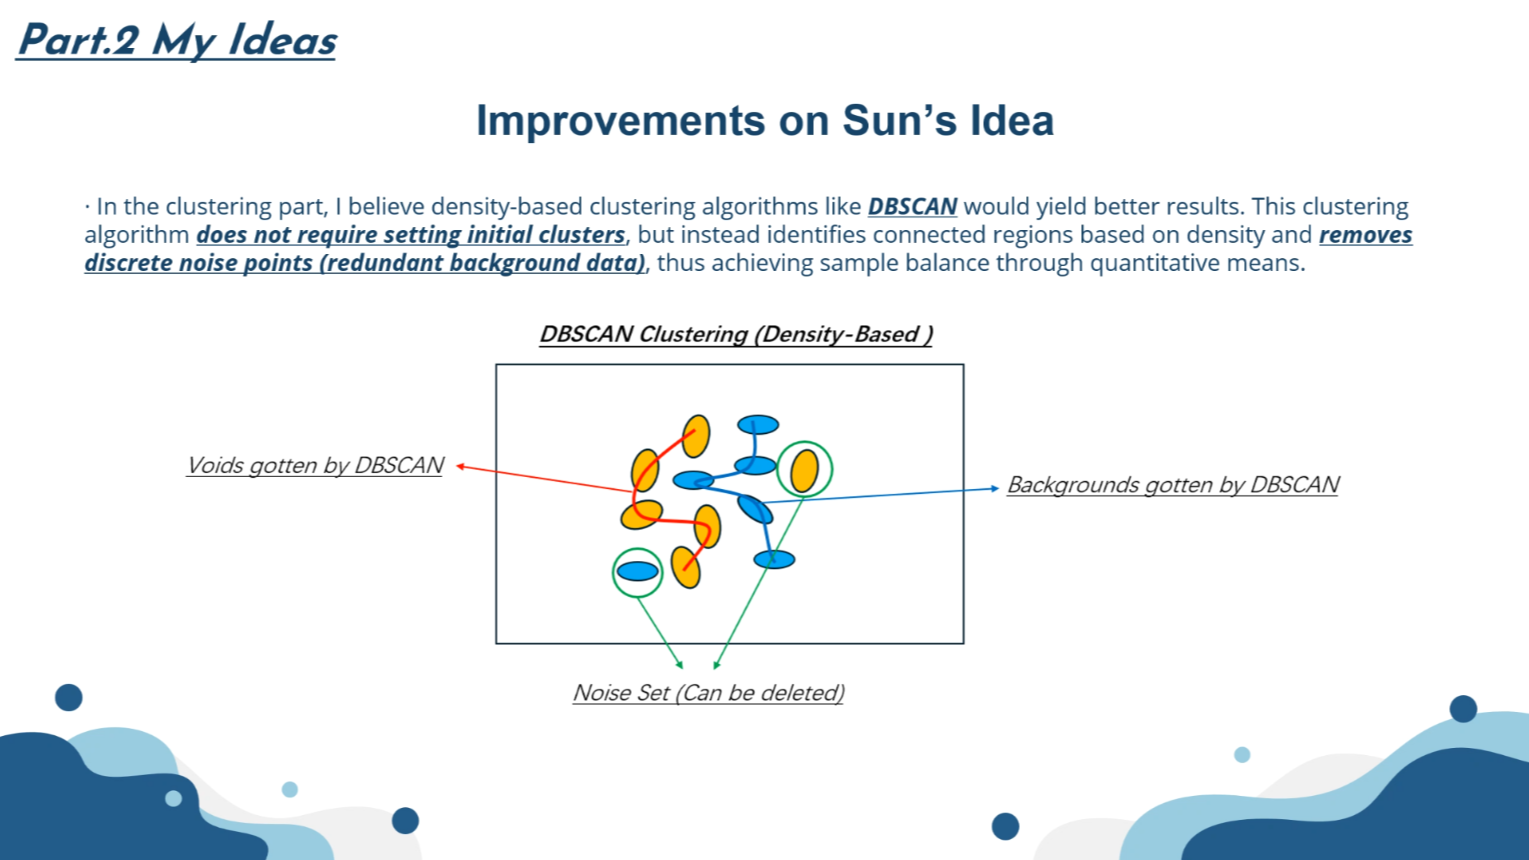 Part.2 My Ideas
Improvements on Sun’s Idea
· In the clustering part, I believe density-based clustering algorithms like DBSCAN would yield better results. This clustering
algorithm does not require setting initial clusters, but instead identifies connected regions based on density and removes
discrete noise points (redundant background data), thus achieving sample balance through quantitative means.
DBSCAN Clustering (Density-Based )
Voids gotten by DBSCAN
Backgrounds gotten by DBSCAN
Noise Set (Can be deleted)